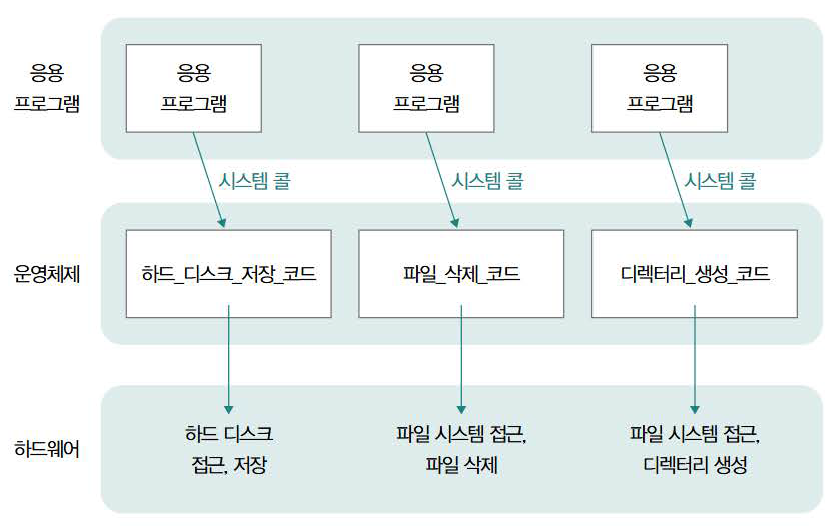 응용
프로그램
응용
프로그램
응용
프로그램
응용
프로그램
시스템 콜
시스템 콜
시스템 콜
운영체제
하드_디스크_저장_코드
파일_삭제_코드
디렉터리_생성_코드
하드웨어
하드 디스크
접근, 저장
파일 시스템 접근,
파일 삭제
파일 시스템 접근,
디렉터리 생성